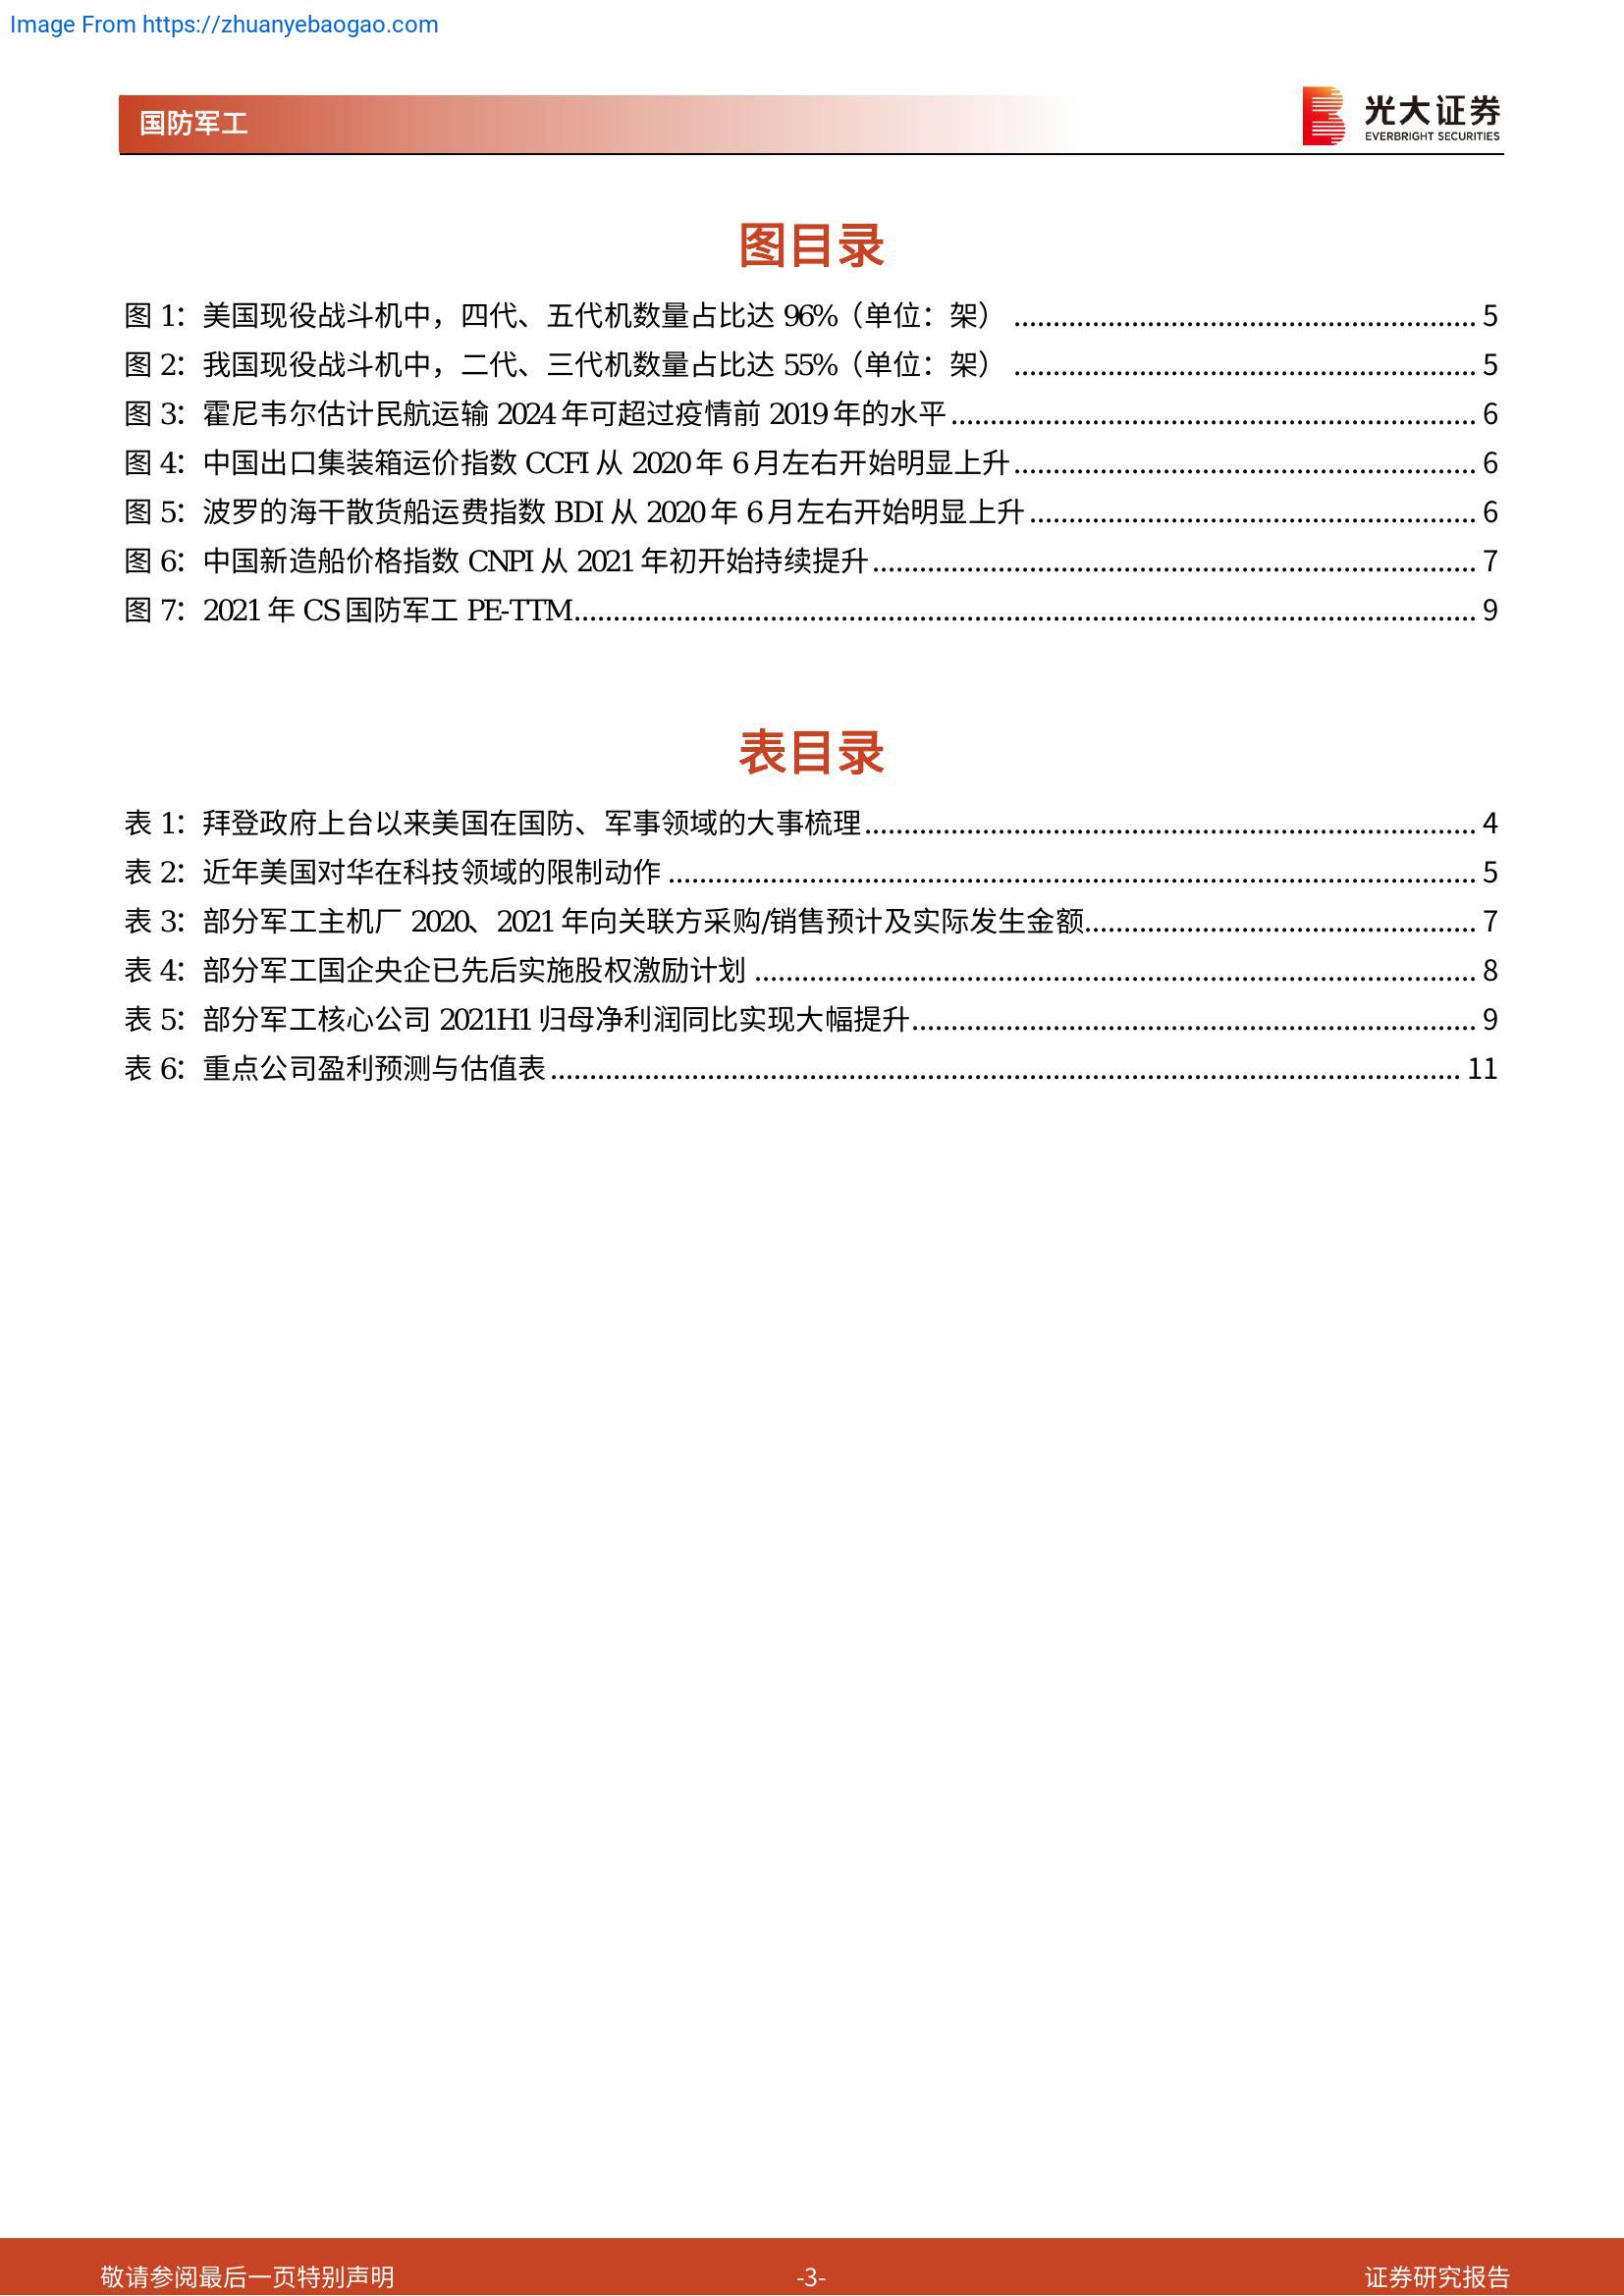 Image From https://zhuanyebaogao.com
国防军工
光大证券
EVERBRIGHT SECURITIES
图目录
图 1：美国现役战斗机中，四代、五代机数量占比达 96%（单位：架） ........................................................... 5
图 2：我国现役战斗机中，二代、三代机数量占比达 55%（单位：架） ........................................................... 5
图 3：霍尼韦尔估计民航运输 2024 年可超过疫情前 2019 年的水平 ................................................................... 6
图 4：中国出口集装箱运价指数 CCFI 从 2020 年 6 月左右开始明显上升........................................................... 6
图 5：波罗的海干散货船运费指数 BDI 从 2020 年 6 月左右开始明显上升 ......................................................... 6
图 6：中国新造船价格指数 CNPI 从 2021 年初开始持续提升............................................................................. 7
图 7：2021 年 CS 国防军工 PE-TTM................................................................................................................... 9
表目录
表 1：拜登政府上台以来美国在国防、军事领域的大事梳理.............................................................................. 4
表 2：近年美国对华在科技领域的限制动作 ....................................................................................................... 5
表 3：部分军工主机厂 2020、2021 年向关联方采购/销售预计及实际发生金额.................................................. 7
表 4：部分军工国企央企已先后实施股权激励计划 ............................................................................................ 8
表 5：部分军工核心公司 2021H1 归母净利润同比实现大幅提升........................................................................ 9
表 6：重点公司盈利预测与估值表 .................................................................................................................... 11
敬请参阅最后一页特别声明
-3-
证券研究报告